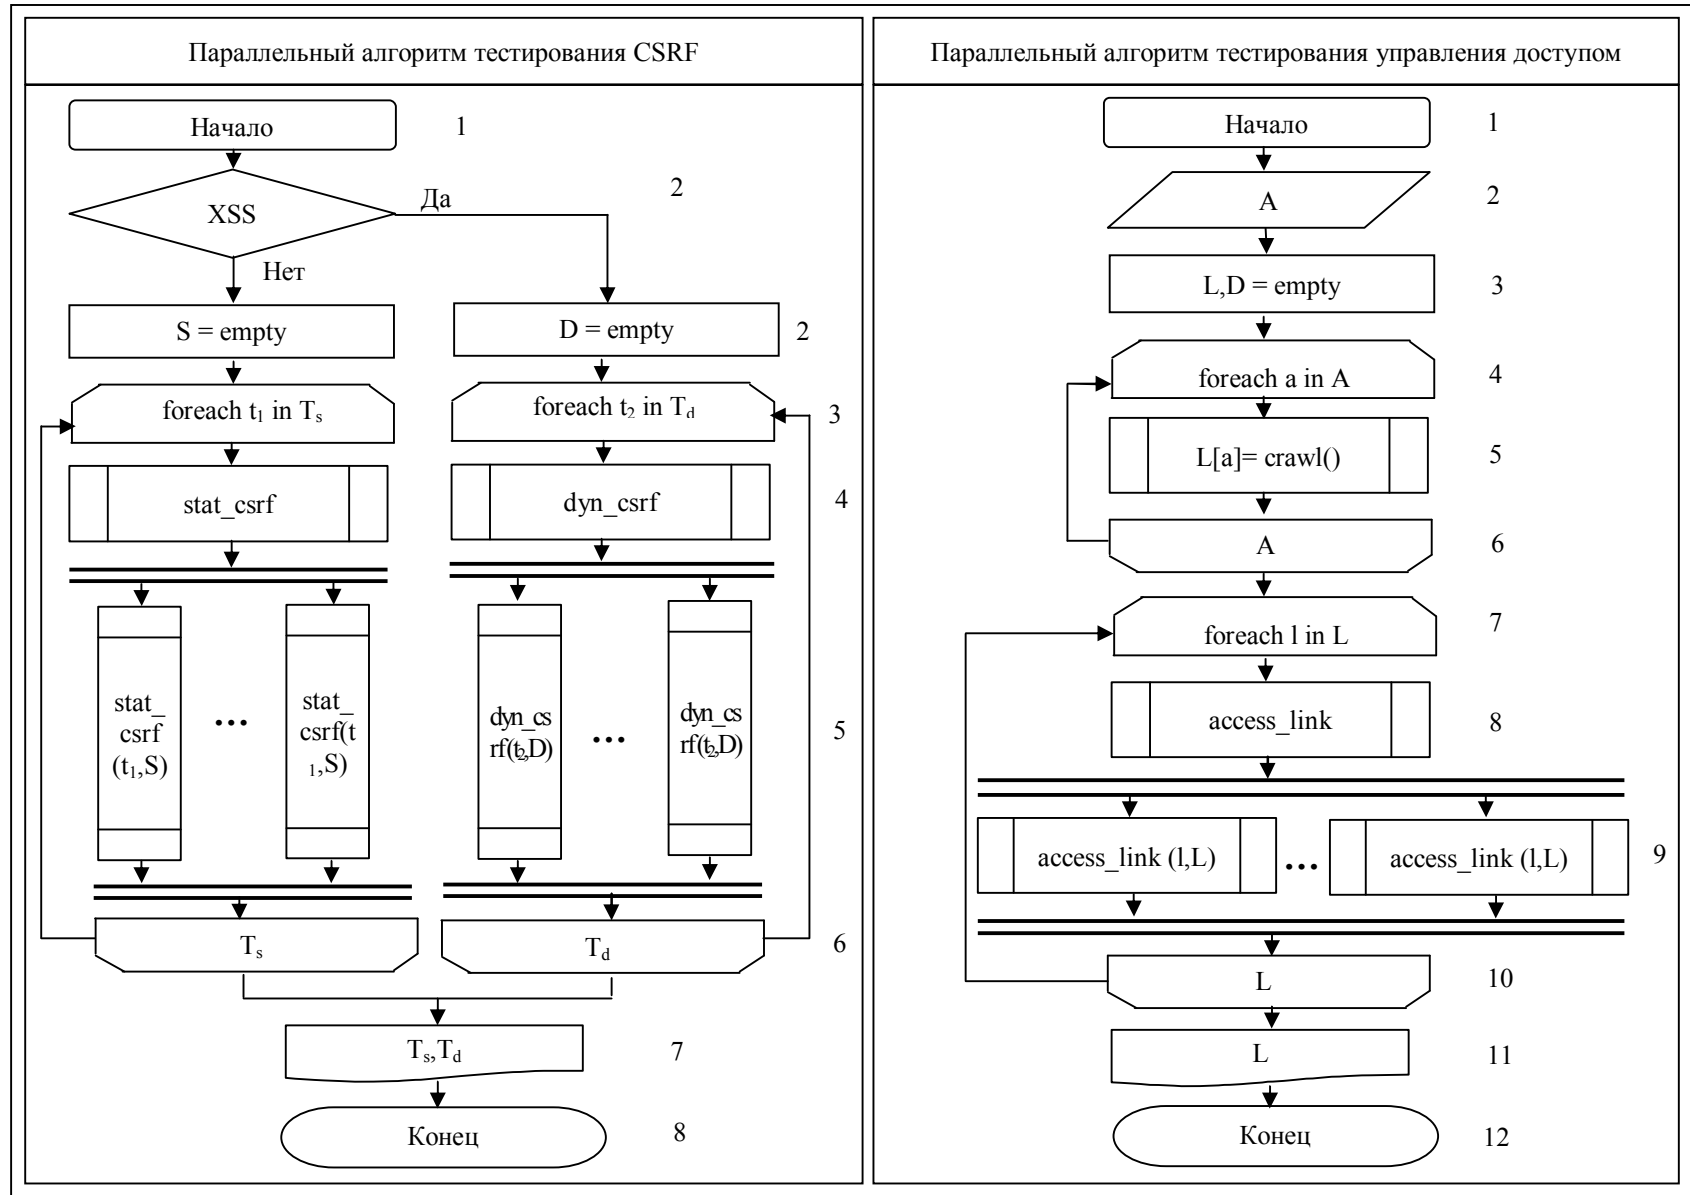 Параллельный алгоритм тестирования CSRF
Начало
1
XSS
Да
2
Нет
S = empty
D = empty
2
foreach t₁ in Tₛ
foreach t₂ in T_d
3
stat_csrf
dyn_csrf
4
stat_
csrf
(t₁,S)
...
stat_
csrf(t
₁,S)
dyn_cs
rf(t₂,D)
...
dyn_cs
rf(t₂,D)
5
Tₛ
T_d
6
Tₛ,T_d
7
Конец
8
Параллельный алгоритм тестирования управления доступом
Начало
1
A
2
L,D = empty
3
foreach a in A
4
L[a]= crawl()
5
A
6
foreach l in L
7
access_link
8
access_link (l,L)
...
access_link (l,L)
9
L
10
L
11
Конец
12